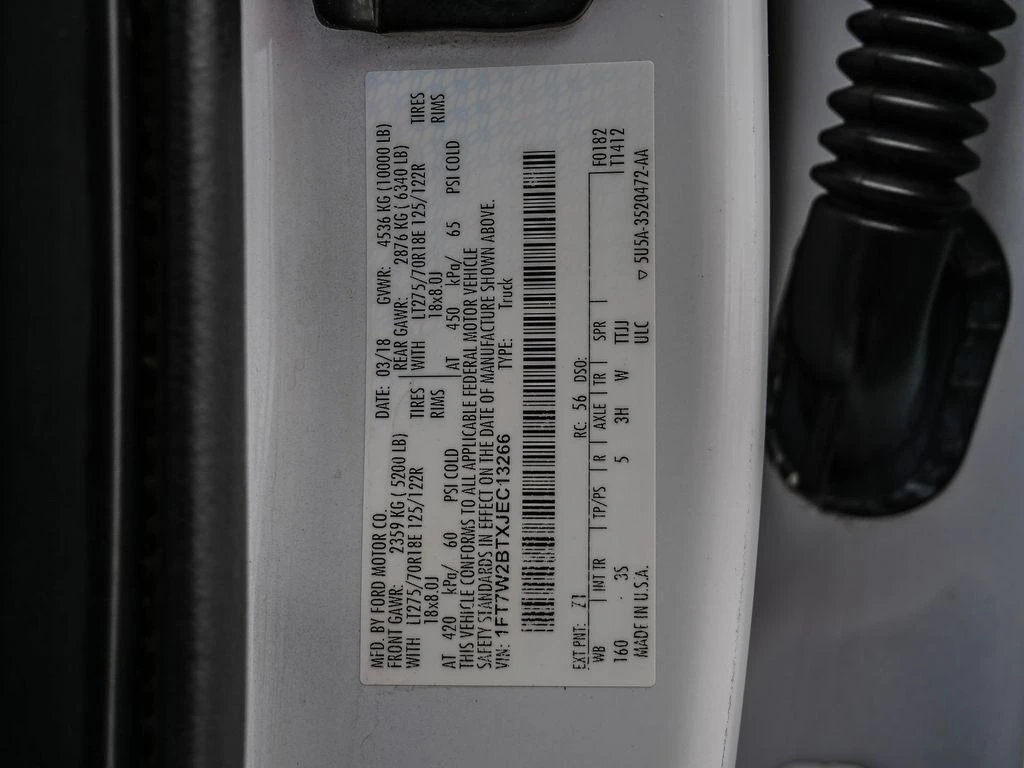 MFD. BY FORD MOTOR CO. DATE: 03/18 GVWR: 4536 KG (10000 LB)
FRONT GAWR: 2359 KG ( 5200 LB) REAR GAWR: 2876 KG ( 6340 LB)
WITH LT275/70R18E 125/122R TIRES WITH LT275/70R18E 125/122R TIRES
18x8.0J RIMS 18x8.0J RIMS
AT 420 kPa/ 60 PSI COLD AT 450 kPa/ 65 PSI COLD
THIS VEHICLE CONFORMS TO ALL APPLICABLE FEDERAL MOTOR VEHICLE
SAFETY STANDARDS IN EFFECT ON THE DATE OF MANUFACTURE SHOWN ABOVE.
VIN: 1FT7W2BTXJEC13266 TYPE: Truck
EXT PNT: Z1 RC: 56 DSO: F0182
WB INT TR TP/PS R AXLE TR SPR T1412
160 3S 5 3H W TTJJ
MADE IN U.S.A. ULC ▽ 5U5A-3520472-AA